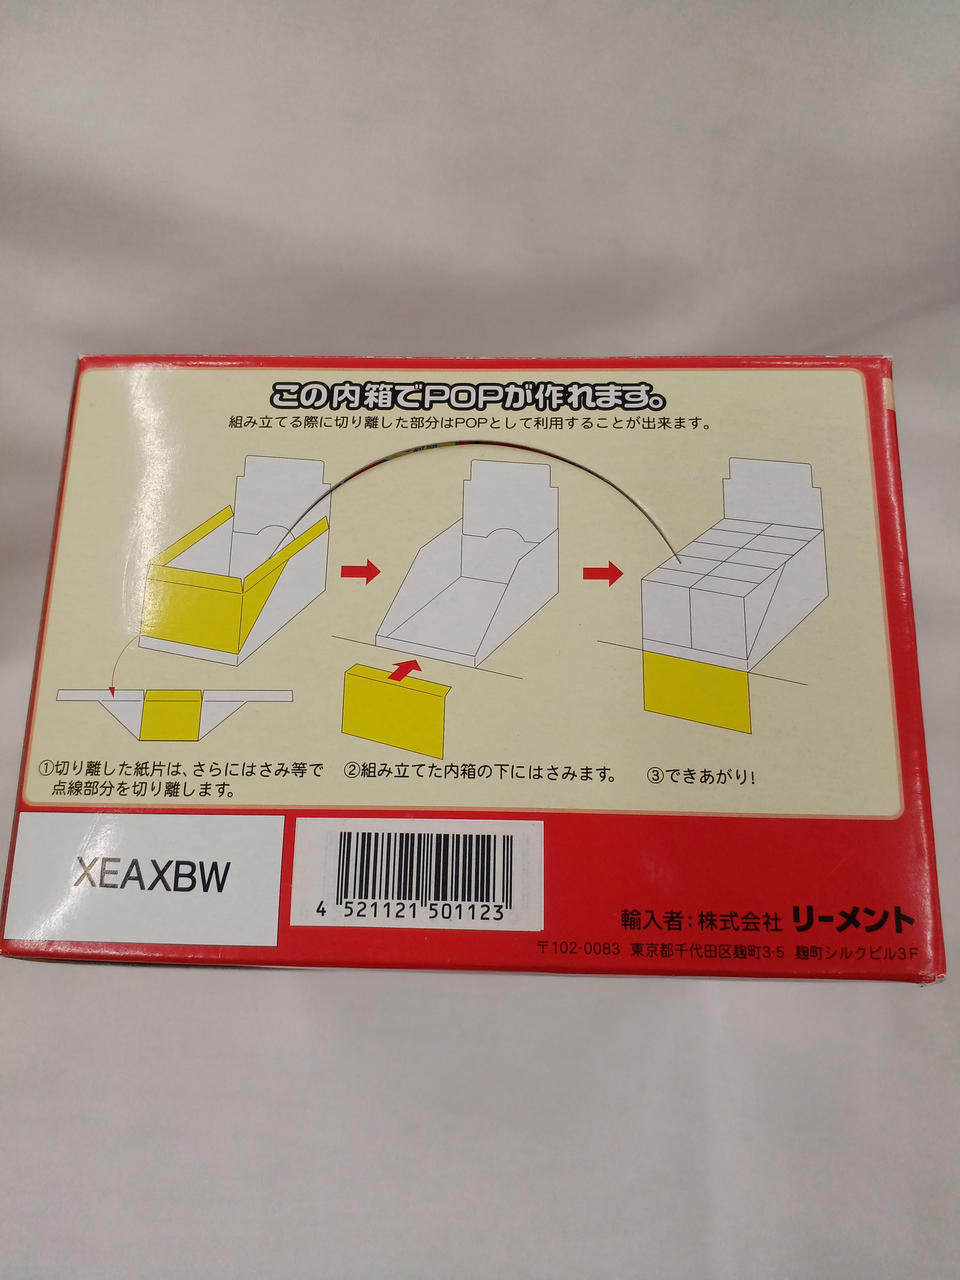 この内箱でPOPが作れます。
組み立てる際に切り離した部分はPOPとして利用することが出来ます。
①切り離した紙片は、さらにはさみ等で
点線部分を切り離します。
②組み立てた内箱の下にはさみます。
③できあがり!
XEAXBW
4 521121 501123
輸入者:株式会社 リーメント
〒102-0083 東京都千代田区麹町3-5 麹町シルクビル3F